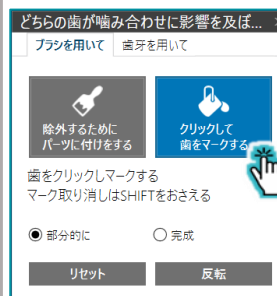 どちらの歯が噛み合わせに影響を及ぼ...
ブラシを用いて 歯牙を用いて
除外するために
パーツに付けをする
クリックして
歯をマークする
歯をクリックしマークする
マーク取り消しはSHIFTをおさえる
部分的に 完成
リセット 反転